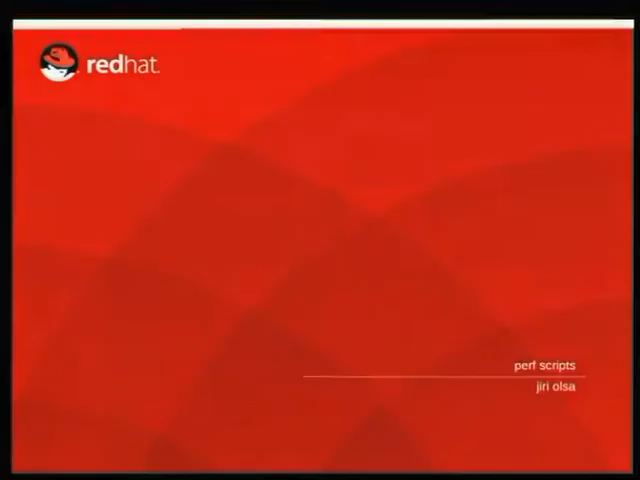 redhat.
perf scripts
jiri olsa